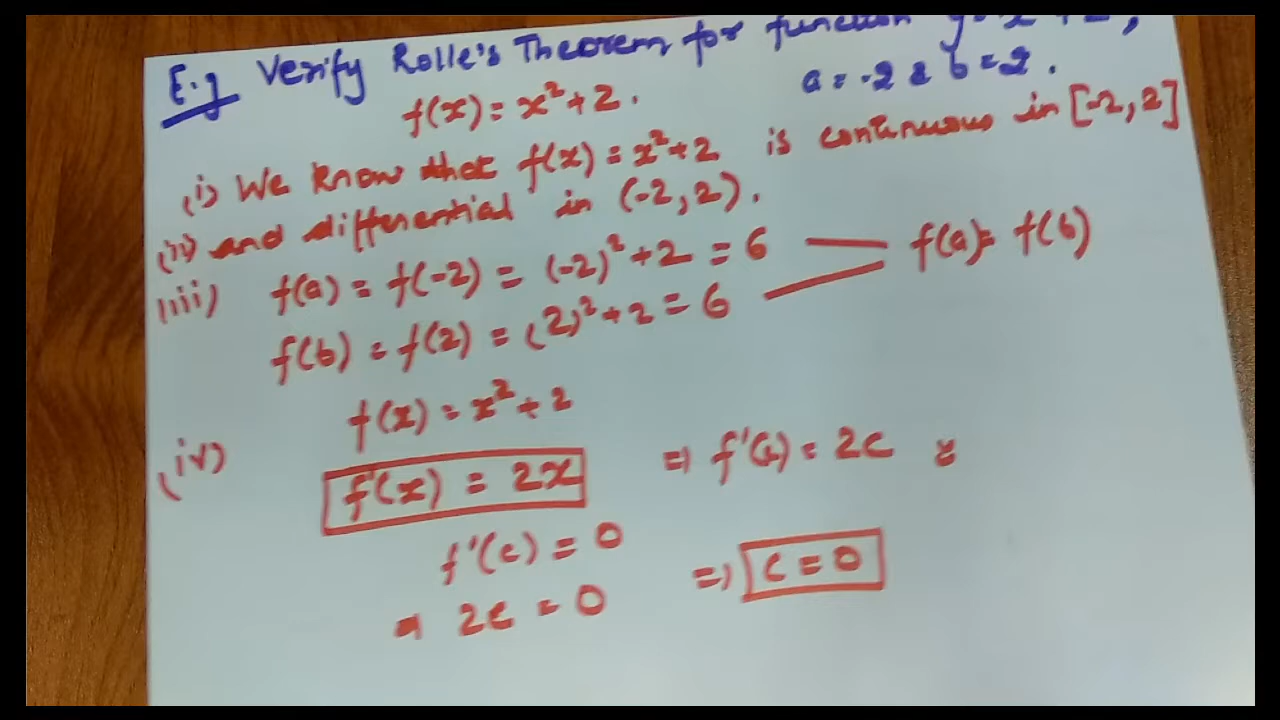 E.g Verify Rolle's Theorem for function y = x² + 2,
a = -2 & b = 2.
f(x) = x² + 2.
(i) We know that f(x) = x² + 2 is continuous in [-2, 2]
(ii) and differential in (-2, 2).
(iii) f(a) = f(-2) = (-2)² + 2 = 6
f(a) = f(b)
f(b) = f(2) = (2)² + 2 = 6
f(x) = x² + 2
(iv) f'(x) = 2x ⇒ f'(c) = 2c &
f'(c) = 0
⇒ 2c = 0 ⇒ c = 0